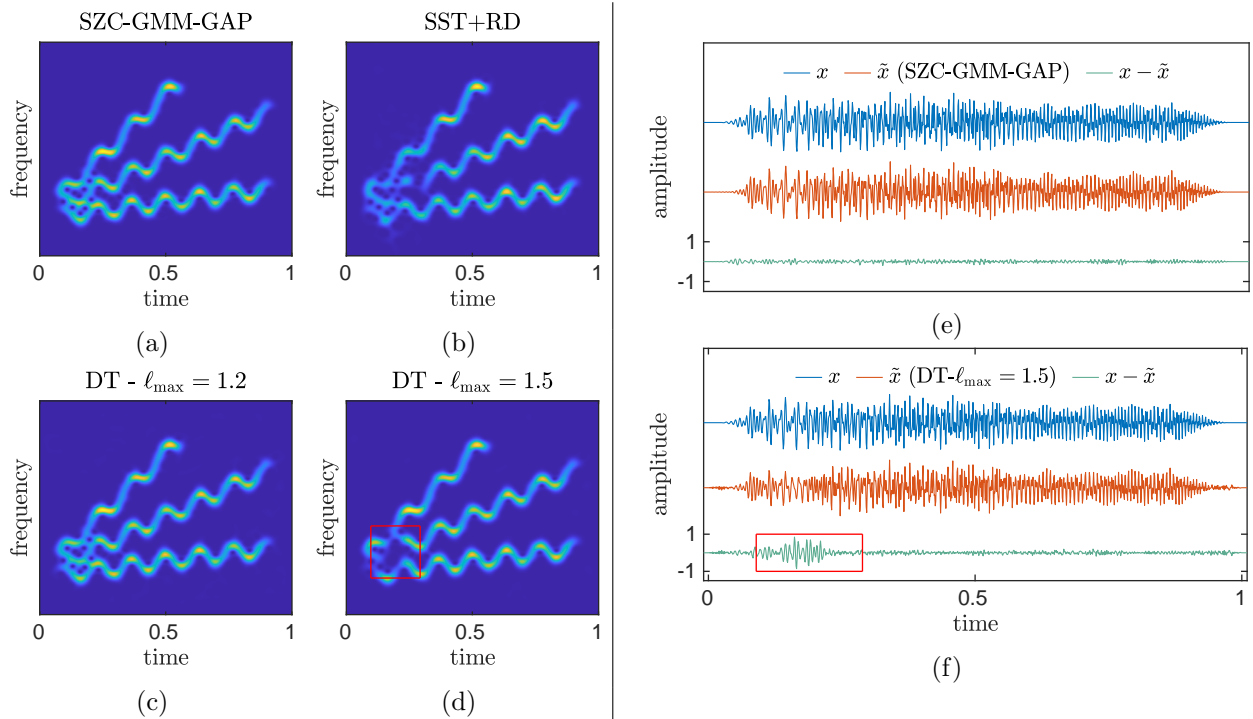 SZC-GMM-GAP
frequency
0 0.5 1
time
(a)
SST+RD
frequency
0 0.5 1
time
(b)
DT - ℓmax = 1.2
frequency
0 0.5 1
time
(c)
DT - ℓmax = 1.5
frequency
0 0.5 1
time
(d)
x x̃ (SZC-GMM-GAP) x − x̃
amplitude
1
-1
(e)
x x̃ (DT-ℓmax = 1.5) x − x̃
amplitude
1
-1
0 0.5 1
time
(f)